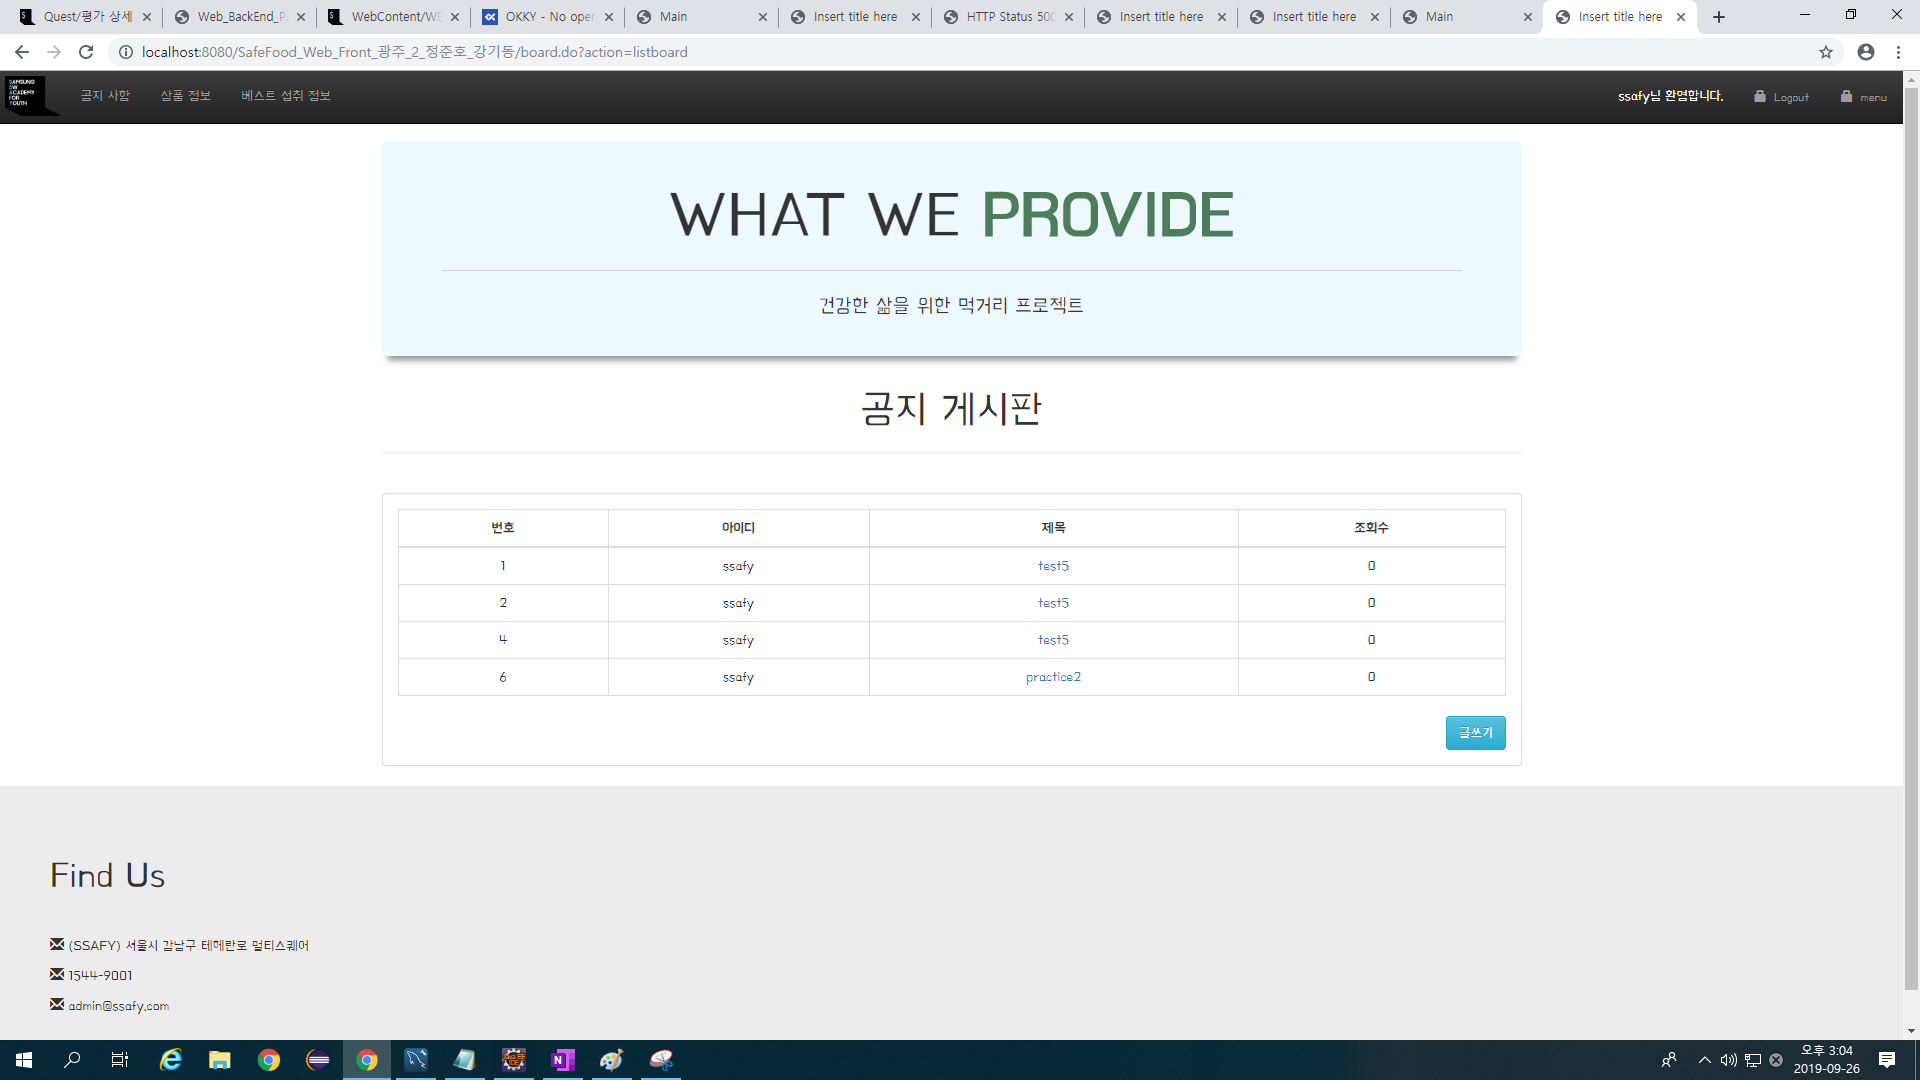 Quest/평가 상세
Web_BackEnd_P
WebContent/WE
OKKY - No oper
Main
Insert title here
HTTP Status 500
Insert title here
Insert title here
Main
Insert title here
localhost:8080/SafeFood_Web_Front_광주_2_정준호_강기동/board.do?action=listboard
SAMSUNG
SW
ACADEMY
FOR
YOUTH
공지 사항
상품 정보
베스트 섭취 정보
ssafy님 환영합니다.
Logout
menu
WHAT WE PROVIDE
건강한 삶을 위한 먹거리 프로젝트
공지 게시판
번호 아이디 제목 조회수
1 ssafy test5 0
2 ssafy test5 0
4 ssafy test5 0
6 ssafy practice2 0
글쓰기
Find Us
(SSAFY) 서울시 강남구 테헤란로 멀티스퀘어
1544-9001
admin@ssafy.com
오후 3:04
2019-09-26